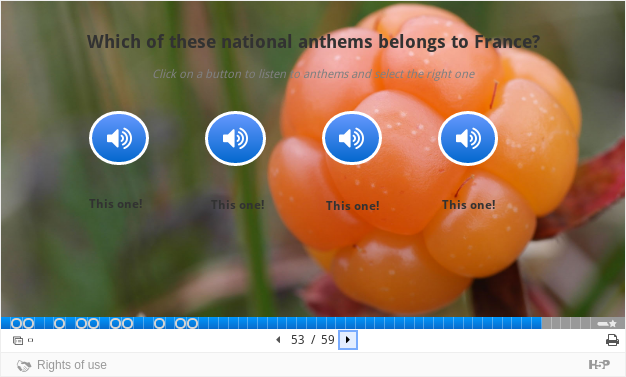 Which of these national anthems belongs to France?
Click on a button to listen to anthems and select the right one
This one! This one! This one! This one!
53 / 59
Rights of use H5P